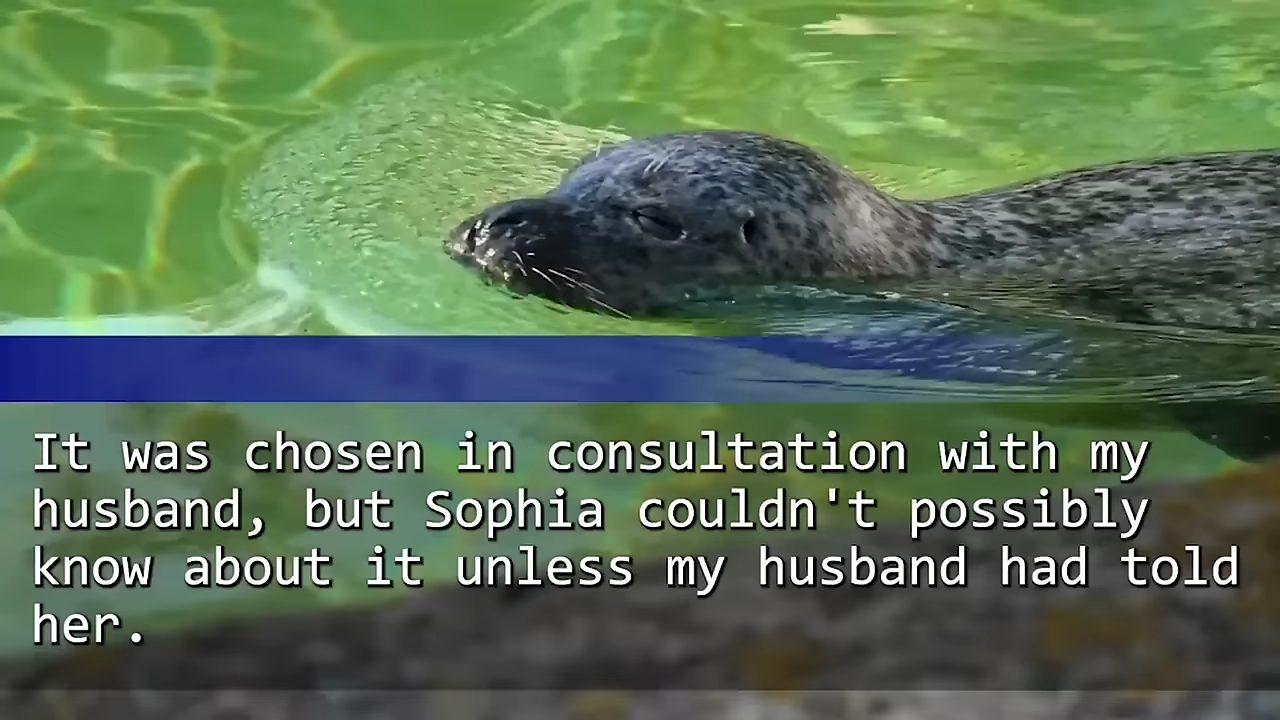 It was chosen in consultation with my
husband, but Sophia couldn't possibly
know about it unless my husband had told
her.